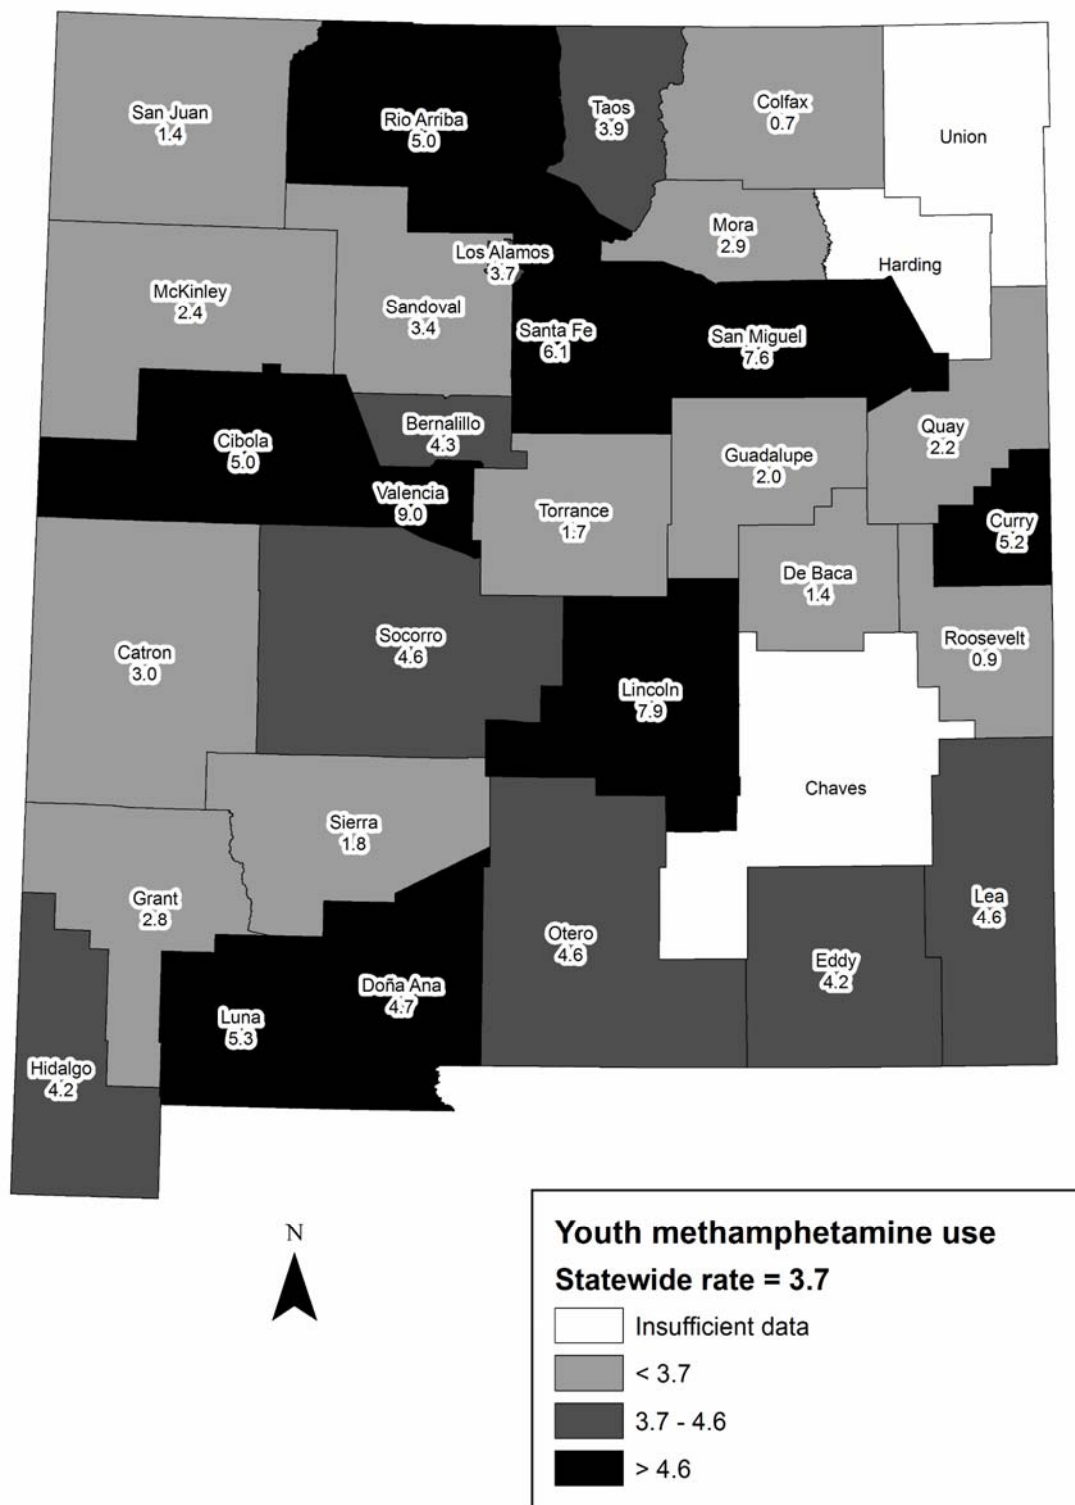 San Juan
1.4
Rio Arriba
5.0
Taos
3.9
Colfax
0.7
Union
Mora
2.9
Los Alamos
3.7
Harding
McKinley
2.4
Sandoval
3.4
Santa Fe
6.1
San Miguel
7.6
Cibola
5.0
Bernalillo
4.3
Quay
2.2
Guadalupe
2.0
Valencia
9.0
Torrance
1.7
Curry
5.2
De Baca
1.4
Roosevelt
0.9
Catron
3.0
Socorro
4.6
Lincoln
7.9
Chaves
Sierra
1.8
Grant
2.8
Otero
4.6
Lea
4.6
Eddy
4.2
Doña Ana
4.7
Luna
5.3
Hidalgo
4.2
N
Youth methamphetamine use
Statewide rate = 3.7
Insufficient data
< 3.7
3.7 - 4.6
> 4.6